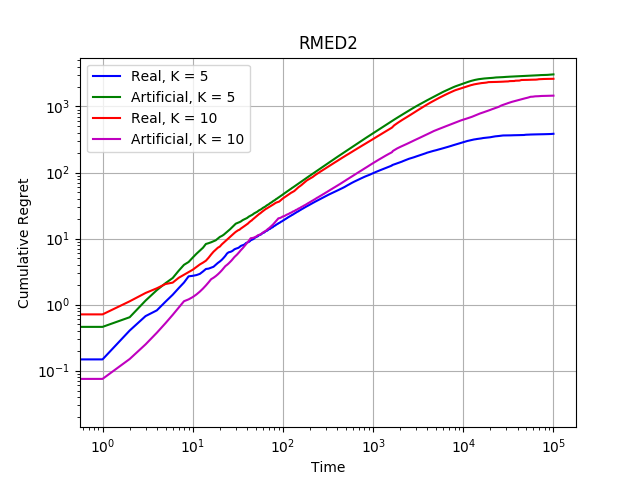 RMED2
Real, K = 5
Artificial, K = 5
Real, K = 10
Artificial, K = 10
Cumulative Regret
10³
10²
10¹
10⁰
10⁻¹
10⁰ 10¹ 10² 10³ 10⁴ 10⁵
Time